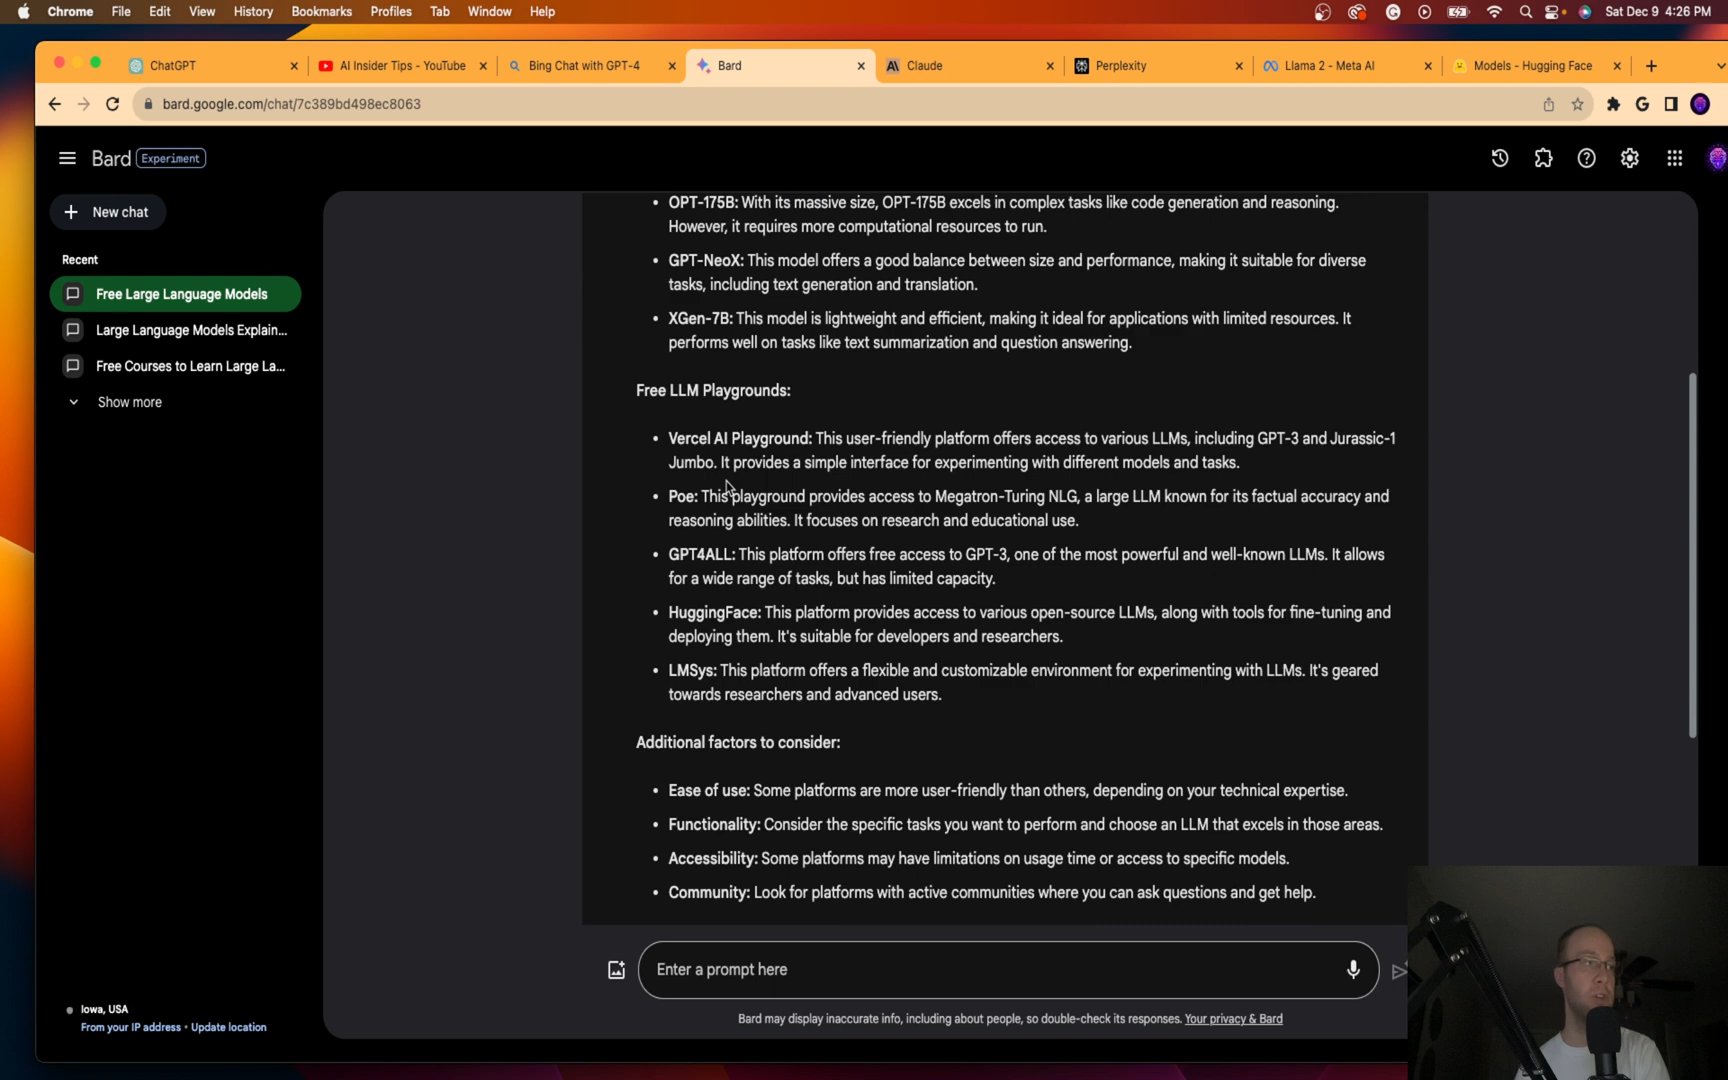 Chrome File Edit View History Bookmarks Profiles Tab Window Help Sat Dec 9 4:26 PM
ChatGPT AI Insider Tips - YouTube Bing Chat with GPT-4 Bard Claude Perplexity Llama 2 - Meta AI Models - Hugging Face
bard.google.com/chat/7c389bd498ec8063
Bard Experiment
New chat
Recent
Free Large Language Models
Large Language Models Explain...
Free Courses to Learn Large La...
Show more
• OPT-175B: With its massive size, OPT-175B excels in complex tasks like code generation and reasoning.
However, it requires more computational resources to run.
• GPT-NeoX: This model offers a good balance between size and performance, making it suitable for diverse
tasks, including text generation and translation.
• XGen-7B: This model is lightweight and efficient, making it ideal for applications with limited resources. It
performs well on tasks like text summarization and question answering.
Free LLM Playgrounds:
• Vercel AI Playground: This user-friendly platform offers access to various LLMs, including GPT-3 and Jurassic-1
Jumbo. It provides a simple interface for experimenting with different models and tasks.
• Poe: This playground provides access to Megatron-Turing NLG, a large LLM known for its factual accuracy and
reasoning abilities. It focuses on research and educational use.
• GPT4ALL: This platform offers free access to GPT-3, one of the most powerful and well-known LLMs. It allows
for a wide range of tasks, but has limited capacity.
• HuggingFace: This platform provides access to various open-source LLMs, along with tools for fine-tuning and
deploying them. It's suitable for developers and researchers.
• LMSys: This platform offers a flexible and customizable environment for experimenting with LLMs. It's geared
towards researchers and advanced users.
Additional factors to consider:
• Ease of use: Some platforms are more user-friendly than others, depending on your technical expertise.
• Functionality: Consider the specific tasks you want to perform and choose an LLM that excels in those areas.
• Accessibility: Some platforms may have limitations on usage time or access to specific models.
• Community: Look for platforms with active communities where you can ask questions and get help.
Enter a prompt here
Iowa, USA
From your IP address • Update location
Bard may display inaccurate info, including about people, so double-check its responses. Your privacy & Bard